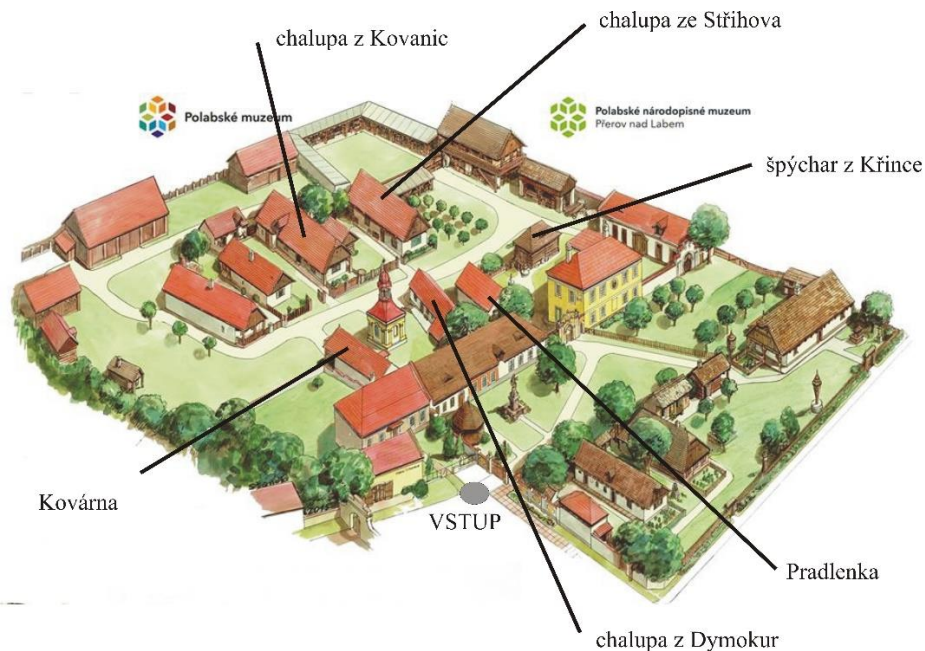 chalupa z Kovanic
chalupa ze Střihova
Polabské muzeum
Polabské národopisné muzeum
Přerov nad Labem
špýchar z Křince
Kovárna
VSTUP
Pradlenka
chalupa z Dymokur